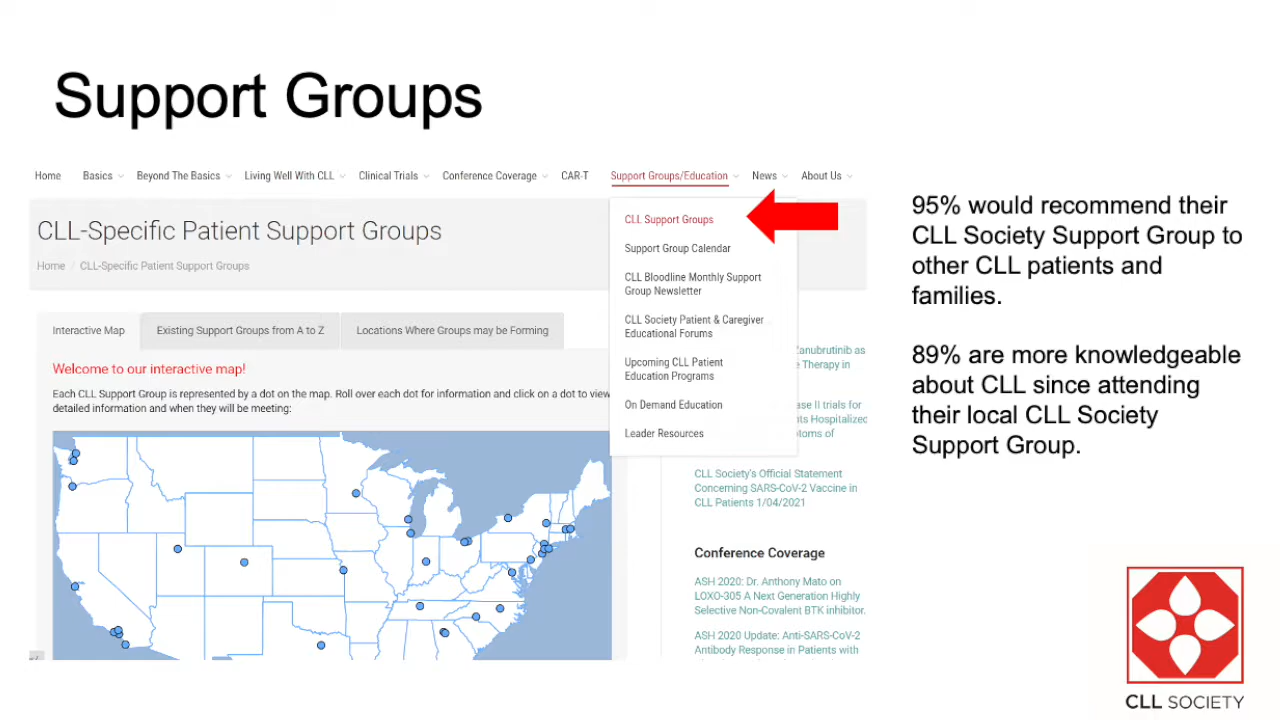 Support Groups
Home Basics Beyond The Basics Living Well With CLL Clinical Trials Conference Coverage CAR-T Support Groups/Education News About Us
CLL-Specific Patient Support Groups
Home / CLL-Specific Patient Support Groups
CLL Support Groups
Support Group Calendar
CLL Bloodline Monthly Support
Group Newsletter
CLL Society Patient & Caregiver
Educational Forums
Upcoming CLL Patient
Education Programs
On Demand Education
Leader Resources
Interactive Map Existing Support Groups from A to Z Locations Where Groups may be Forming
Welcome to our interactive map!
Each CLL Support Group is represented by a dot on the map. Roll over each dot for information and click on a dot to view
detailed information and when they will be meeting:
Zanubrutinib as
Therapy in
II trials for
Hospitalized
of
CLL Society's Official Statement
Concerning SARS-CoV-2 Vaccine in
CLL Patients 1/04/2021
Conference Coverage
ASH 2020: Dr. Anthony Mato on
LOXO-305 A Next Generation Highly
Selective Non-Covalent BTK inhibitor.
ASH 2020 Update: Anti-SARS-CoV-2
Antibody Response in Patients with
95% would recommend their
CLL Society Support Group to
other CLL patients and
families.
89% are more knowledgeable
about CLL since attending
their local CLL Society
Support Group.
CLL SOCIETY